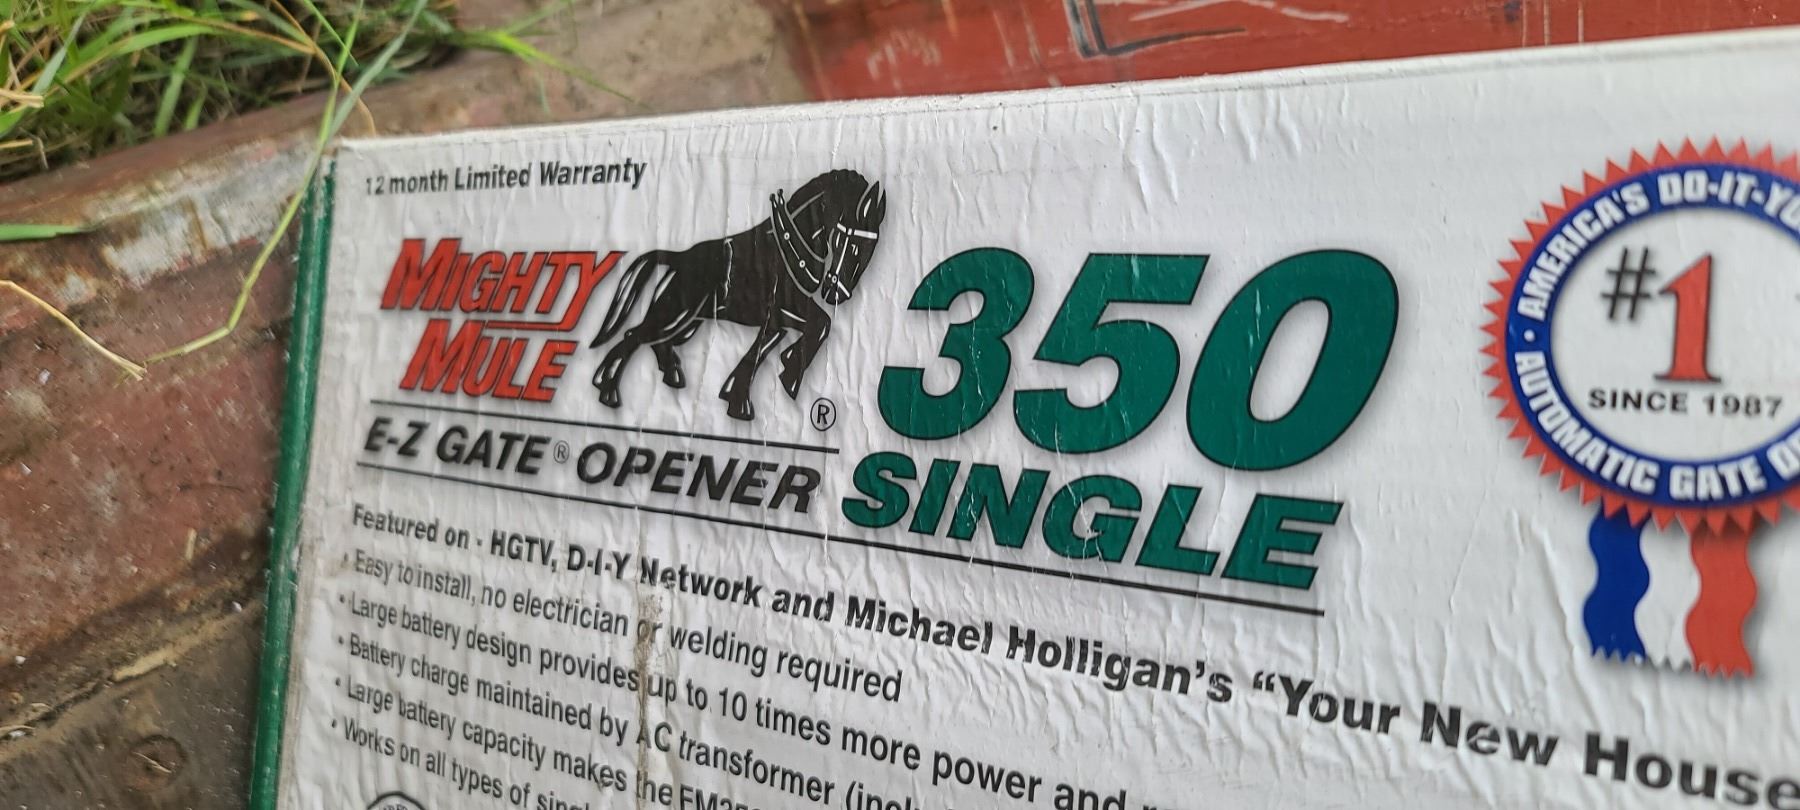 12 month Limited Warranty
MIGHTY
MULE
®
350
E-Z GATE® OPENER
SINGLE
Featured on - HGTV, D-I-Y Network and Michael Holligan's “Your New House
• Easy to install, no electrician or welding required
• Large battery design provides up to 10 times more power and
• Battery charge maintained by AC transformer
• Large battery capacity makes the
• Works on all types of
• AMERICA'S DO-IT-YO
#1
SINCE 1987
AUTOMATIC GATE